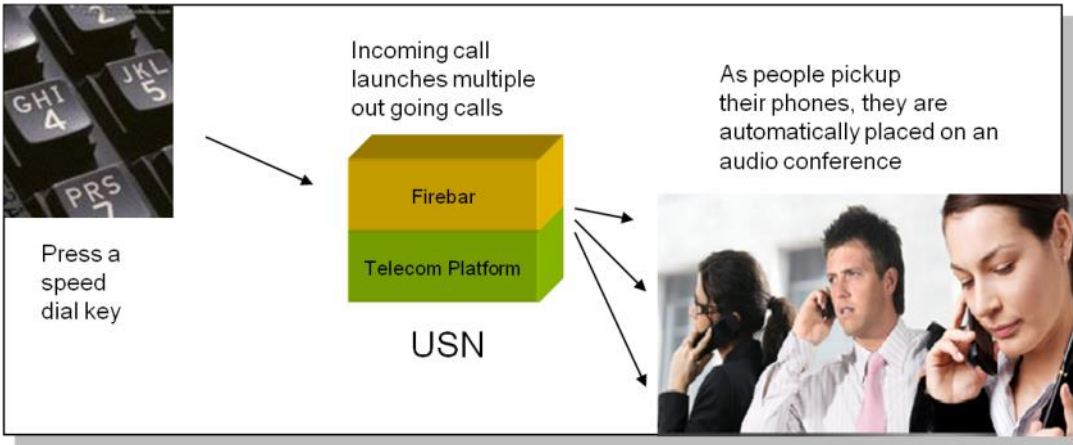 2
JKL
5
GHI
4
PRS
7
Press a
speed
dial key
Incoming call
launches multiple
out going calls
Firebar
Telecom Platform
USN
As people pickup
their phones, they are
automatically placed on an
audio conference